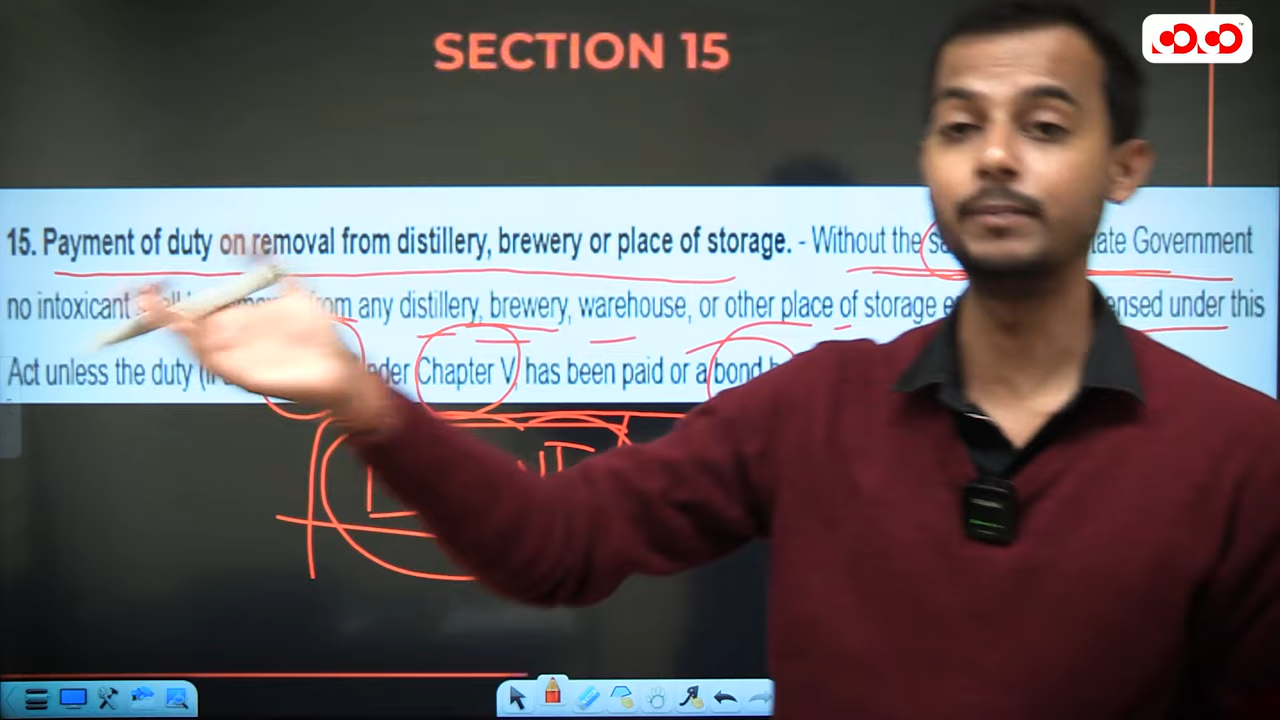 SECTION 15
15. Payment of duty on removal from distillery, brewery or place of storage. - Without the Government
no intoxicant from any distillery, brewery, warehouse, or other place of storage under this
Act unless the duty Chapter V, has been paid or a bond